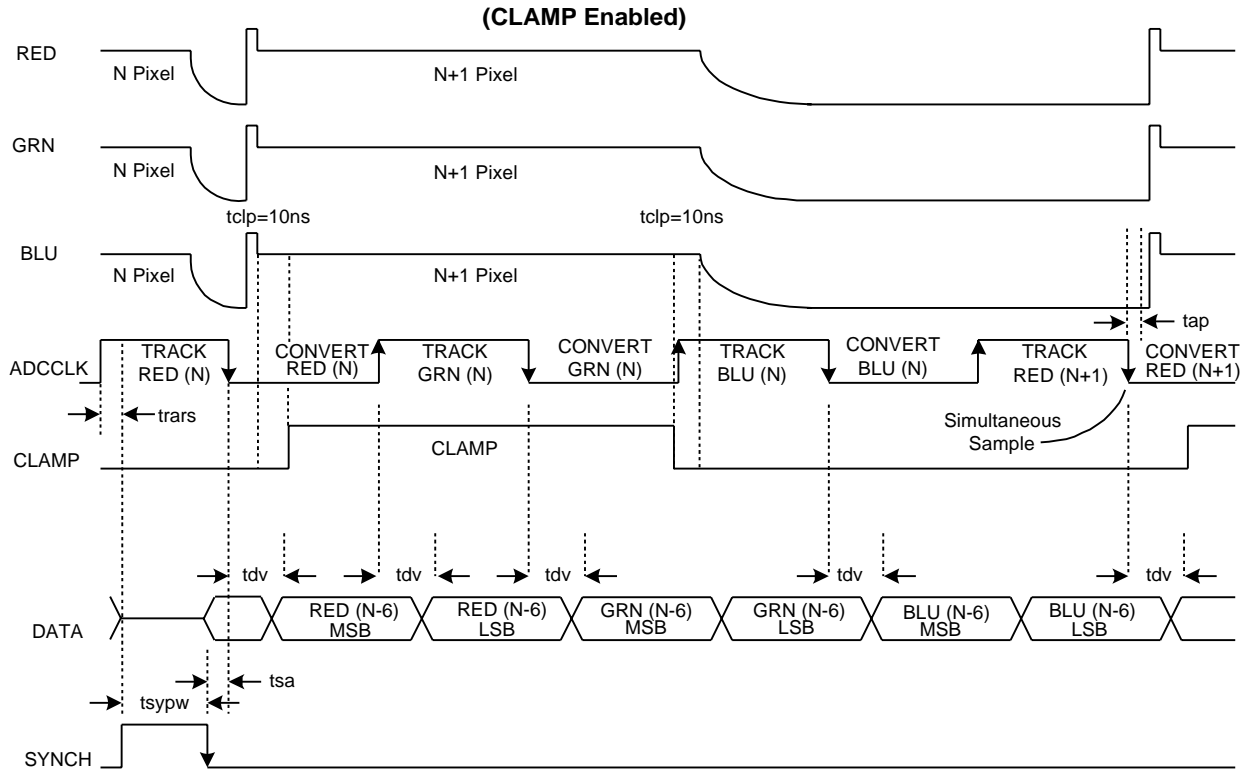 (CLAMP Enabled)
RED
N Pixel
N+1 Pixel
GRN
N Pixel
N+1 Pixel
tclp=10ns
tclp=10ns
BLU
N Pixel
N+1 Pixel
tap
ADCCLK
TRACK
RED (N)
CONVERT
RED (N)
TRACK
GRN (N)
CONVERT
GRN (N)
TRACK
BLU (N)
CONVERT
BLU (N)
TRACK
RED (N+1)
CONVERT
RED (N+1)
trars
Simultaneous
Sample
CLAMP
CLAMP
tdv
tdv
tdv
tdv
tdv
DATA
RED (N-6)
MSB
RED (N-6)
LSB
GRN (N-6)
MSB
GRN (N-6)
LSB
BLU (N-6)
MSB
BLU (N-6)
LSB
tsa
tsypw
SYNCH